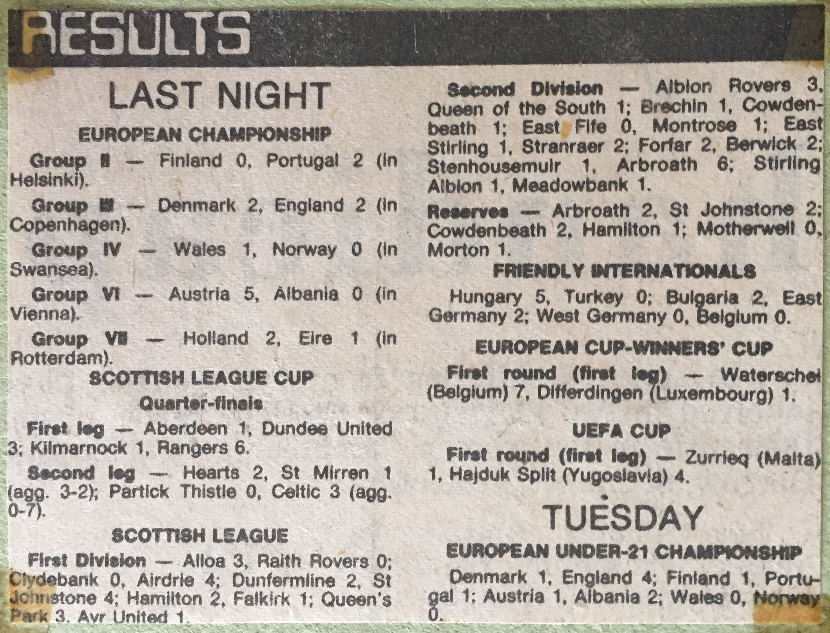 RESULTS
LAST NIGHT
EUROPEAN CHAMPIONSHIP
Group II — Finland 0, Portugal 2 (in
Helsinki).
Group III — Denmark 2, England 2 (in
Copenhagen).
Group IV — Wales 1, Norway 0 (in
Swansea).
Group VI — Austria 5, Albania 0 (in
Vienna).
Group VII — Holland 2, Eire 1 (in
Rotterdam).
SCOTTISH LEAGUE CUP
Quarter-finals
First leg — Aberdeen 1, Dundee United
3; Kilmarnock 1, Rangers 6.
Second leg — Hearts 2, St Mirren 1
(agg. 3-2); Partick Thistle 0, Celtic 3 (agg.
0-7).
SCOTTISH LEAGUE
First Division — Alloa 3, Raith Rovers 0;
Clydebank 0, Airdrie 4; Dunfermline 2, St
Johnstone 4; Hamilton 2, Falkirk 1; Queen's
Park 3, Ayr United 1.
Second Division — Albion Rovers 3,
Queen of the South 1; Brechin 1, Cowden-
beath 1; East Fife 0, Montrose 1; East
Stirling 1, Stranraer 2; Forfar 2, Berwick 2;
Stenhousemuir 1, Arbroath 6; Stirling
Albion 1, Meadowbank 1.
Reserves — Arbroath 2, St Johnstone 2;
Cowdenbeath 2, Hamilton 1; Motherwell 0,
Morton 1.
FRIENDLY INTERNATIONALS
Hungary 5, Turkey 0; Bulgaria 2, East
Germany 2; West Germany 0, Belgium 0.
EUROPEAN CUP-WINNERS' CUP
First round (first leg) — Waterschei
(Belgium) 7, Differdingen (Luxembourg) 1.
UEFA CUP
First round (first leg) — Zurrieq (Malta)
1, Hajduk Split (Yugoslavia) 4.
TUESDAY
EUROPEAN UNDER-21 CHAMPIONSHIP
Denmark 1, England 4; Finland 1, Portu-
gal 1; Austria 1, Albania 2; Wales 0, Norway
0.